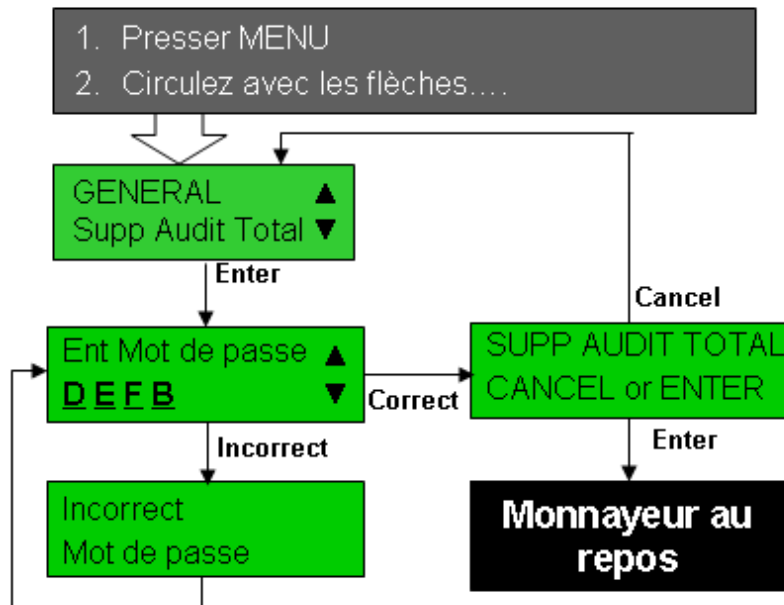 1. Presser MENU
2. Circulez avec les flèches....
GENERAL ▲
Supp Audit Total ▼
Enter
Cancel
Ent Mot de passe ▲
D E F B ▼
Correct
SUPP AUDIT TOTAL
CANCEL or ENTER
Incorrect
Enter
Incorrect
Mot de passe
Monnayeur au
repos